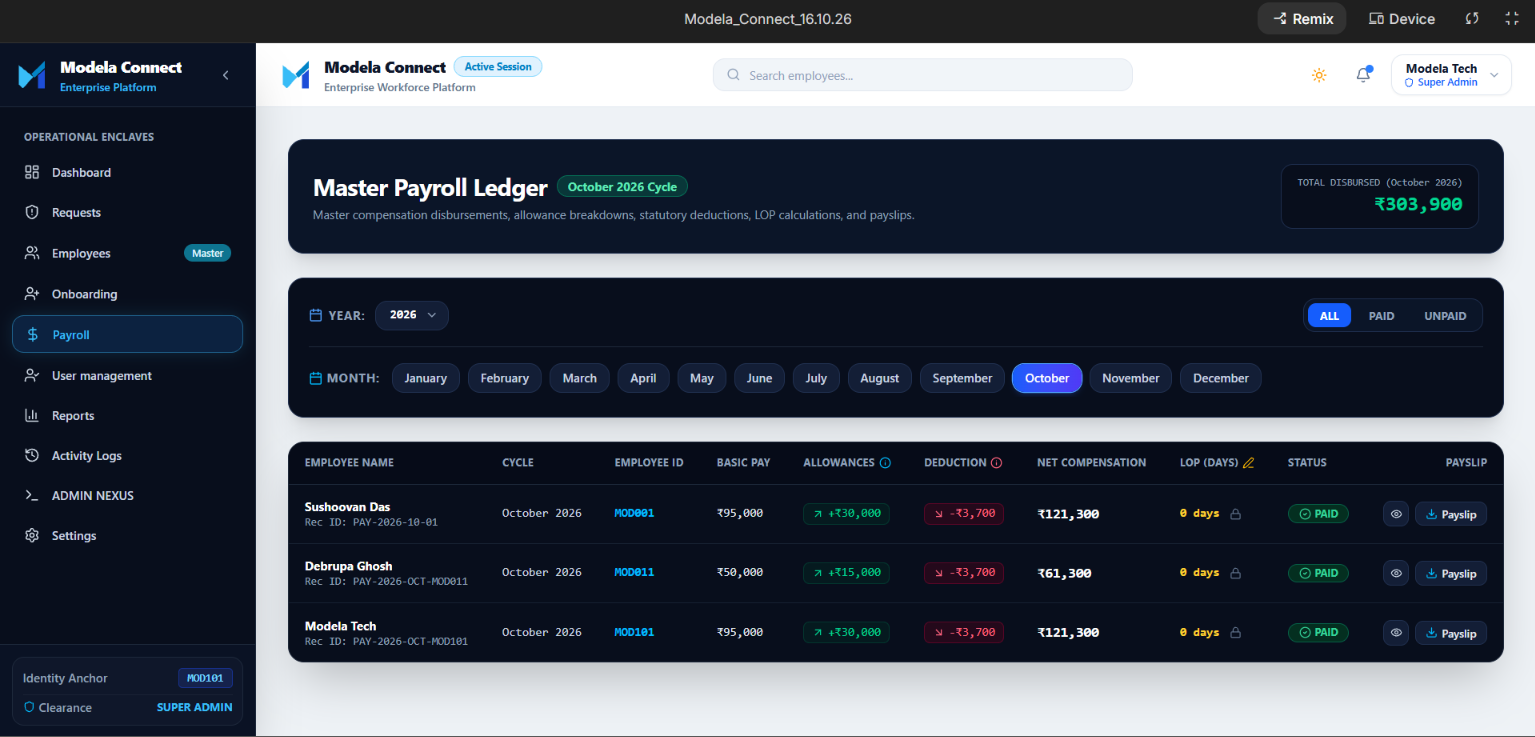 Modela_Connect_16.10.26
Remix
Device
Modela Connect
Enterprise Platform
OPERATIONAL ENCLAVES
Dashboard
Requests
Employees Master
Onboarding
Payroll
User management
Reports
Activity Logs
ADMIN NEXUS
Settings
Identity Anchor MOD101
Clearance SUPER ADMIN
Modela Connect Active Session
Enterprise Workforce Platform
Search employees...
Modela Tech
Super Admin
Master Payroll Ledger October 2026 Cycle
Master compensation disbursements, allowance breakdowns, statutory deductions, LOP calculations, and payslips.
TOTAL DISBURSED (October 2026)
₹303,900
YEAR: 2026
ALL PAID UNPAID
MONTH: January February March April May June July August September October November December
EMPLOYEE NAME CYCLE EMPLOYEE ID BASIC PAY ALLOWANCES DEDUCTION NET COMPENSATION LOP (DAYS) STATUS PAYSLIP
Sushoovan Das October 2026 MOD001 ₹95,000 +₹30,000 -₹3,700 ₹121,300 0 days PAID Payslip
Rec ID: PAY-2026-10-01
Debrupa Ghosh October 2026 MOD011 ₹50,000 +₹15,000 -₹3,700 ₹61,300 0 days PAID Payslip
Rec ID: PAY-2026-OCT-MOD011
Modela Tech October 2026 MOD101 ₹95,000 +₹30,000 -₹3,700 ₹121,300 0 days PAID Payslip
Rec ID: PAY-2026-OCT-MOD101